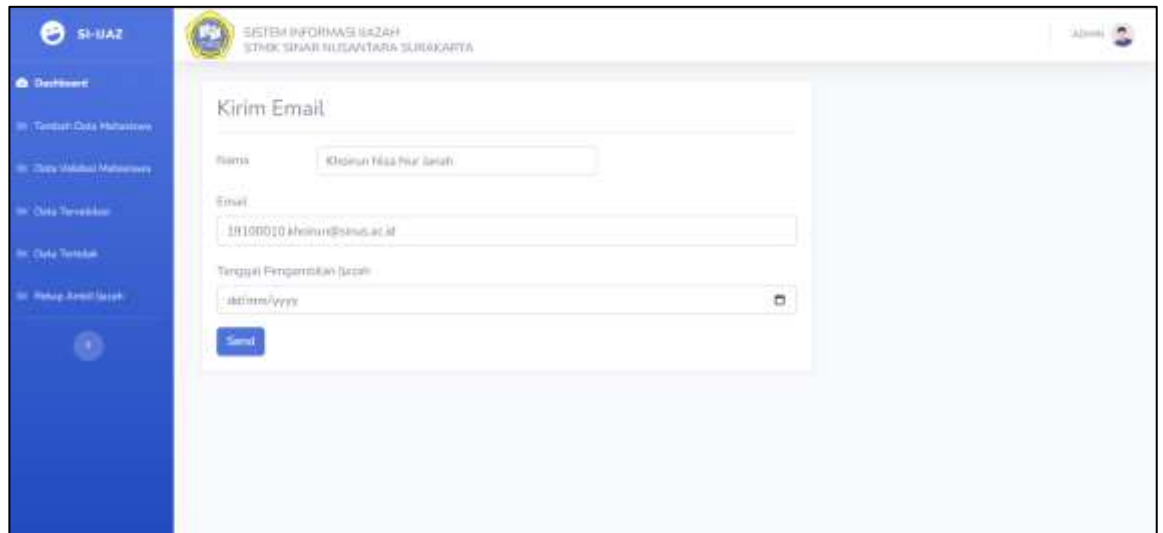 SI-IJAZ
SISTEM INFORMASI IJAZAH
STMIK SINAR NUSANTARA SURAKARTA
Admin
Dashboard
Tambah Data Mahasiswa
Data Validasi Mahasiswa
Data Tervalidasi
Data Tertolak
Rekap Ambil Ijazah
Kirim Email
Nama
Khoirun Nisa Nur Janah
Email
19100010.khoirun@sinus.ac.id
Tanggal Pengambilan Ijazah
dd/mm/yyyy
Send